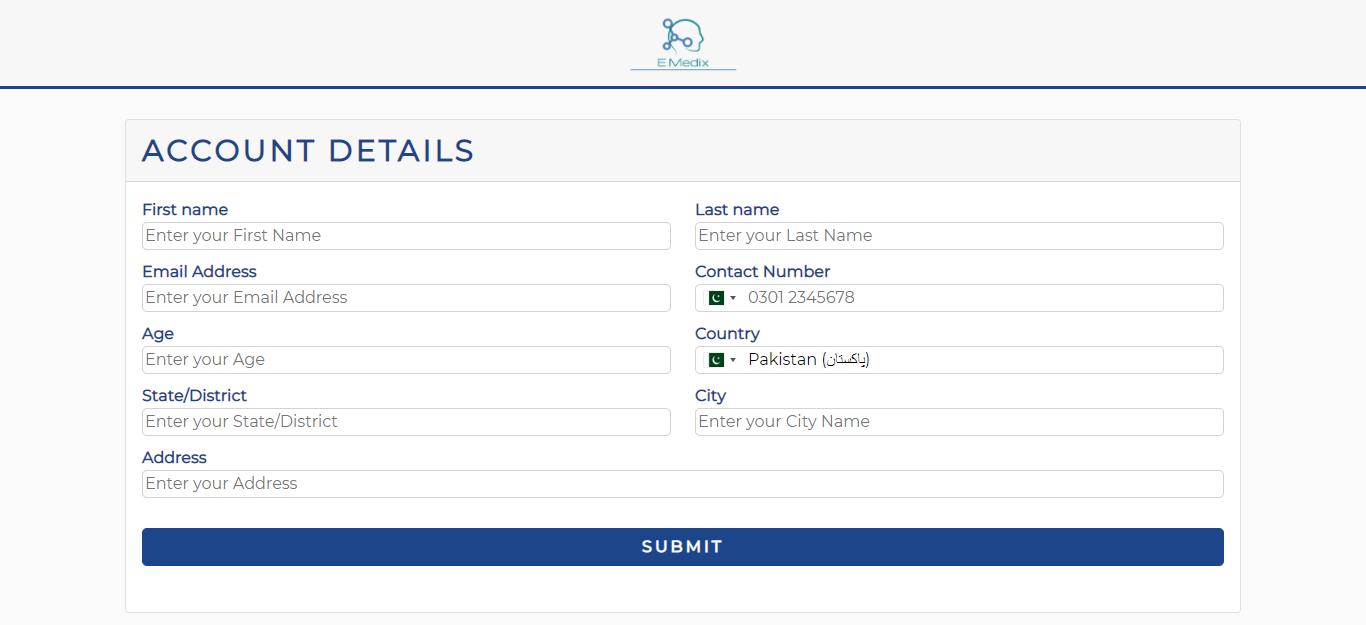 E Medix
ACCOUNT DETAILS
First name
Last name
Enter your First Name
Enter your Last Name
Email Address
Contact Number
Enter your Email Address
0301 2345678
Age
Country
Enter your Age
Pakistan (پاکستان)
State/District
City
Enter your State/District
Enter your City Name
Address
Enter your Address
SUBMIT